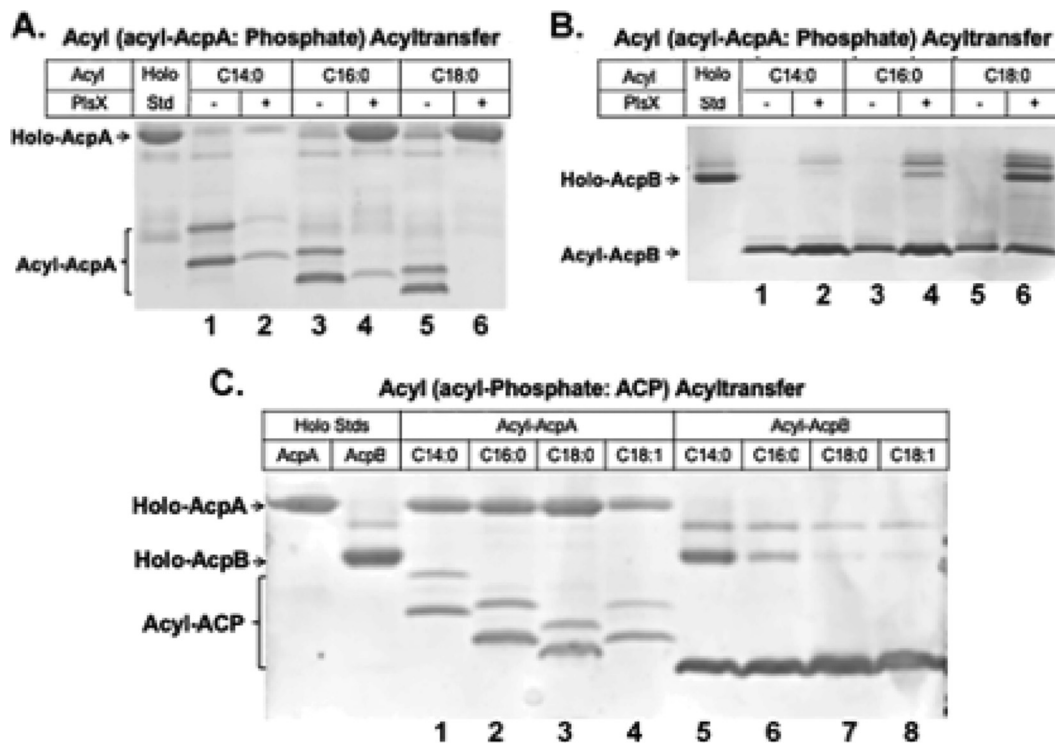 A.
Acyl (acyl-AcpA: Phosphate) Acyltransfer
Acyl Holo C14:0 C16:0 C18:0
PlsX Std - + - + - +
Holo-AcpA
Acyl-AcpA
1 2 3 4 5 6
B.
Acyl (acyl-AcpA: Phosphate) Acyltransfer
Acyl Holo C14:0 C16:0 C18:0
PlsX Std - + - + - +
Holo-AcpB
Acyl-AcpB
1 2 3 4 5 6
C.
Acyl (acyl-Phosphate: ACP) Acyltransfer
Holo Stds Acyl-AcpA Acyl-AcpB
AcpA AcpB C14:0 C16:0 C18:0 C18:1 C14:0 C16:0 C18:0 C18:1
Holo-AcpA
Holo-AcpB
Acyl-ACP
1 2 3 4 5 6 7 8